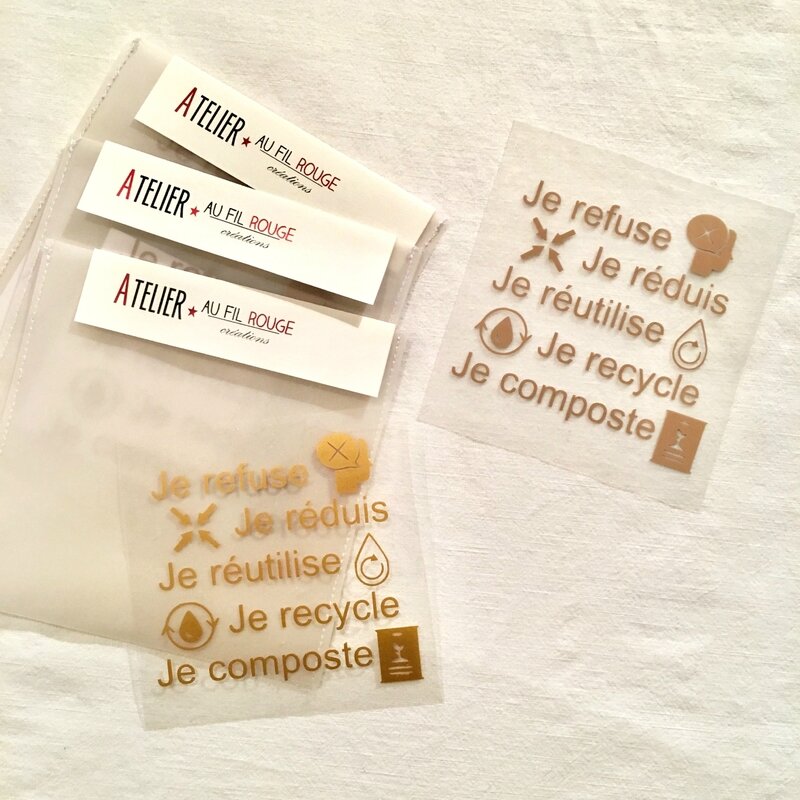 ATELIER★AU FIL ROUGE
créations
ATELIER★AU FIL ROUGE
créations
ATELIER★AU FIL ROUGE
créations
Je refuse
Je réduis
Je réutilise
Je recycle
Je composte
Je refuse
Je réduis
Je réutilise
Je recycle
Je composte